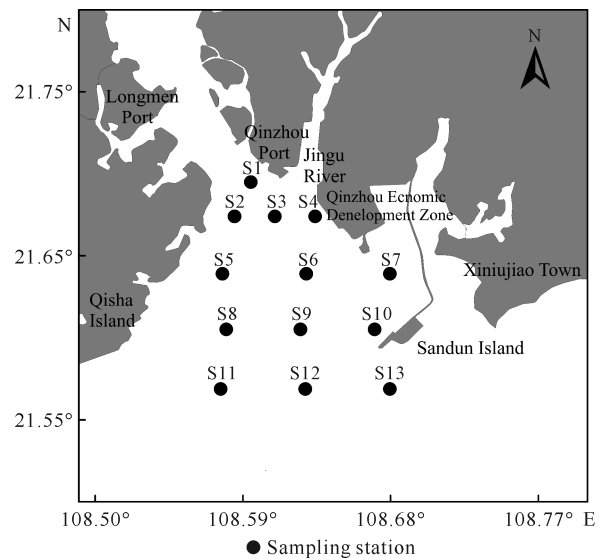 N
N
21.75°
Longmen
Port
Qinzhou
Port
Jingu
River
S1
S2
S3
S4
Qinzhou Ecnomic
Denelopment Zone
21.65°
S5
S6
S7
Xiniujiao Town
Qisha
Island
S8
S9
S10
Sandun Island
S11
S12
S13
21.55°
108.50°
108.59°
108.68°
108.77° E
Sampling station